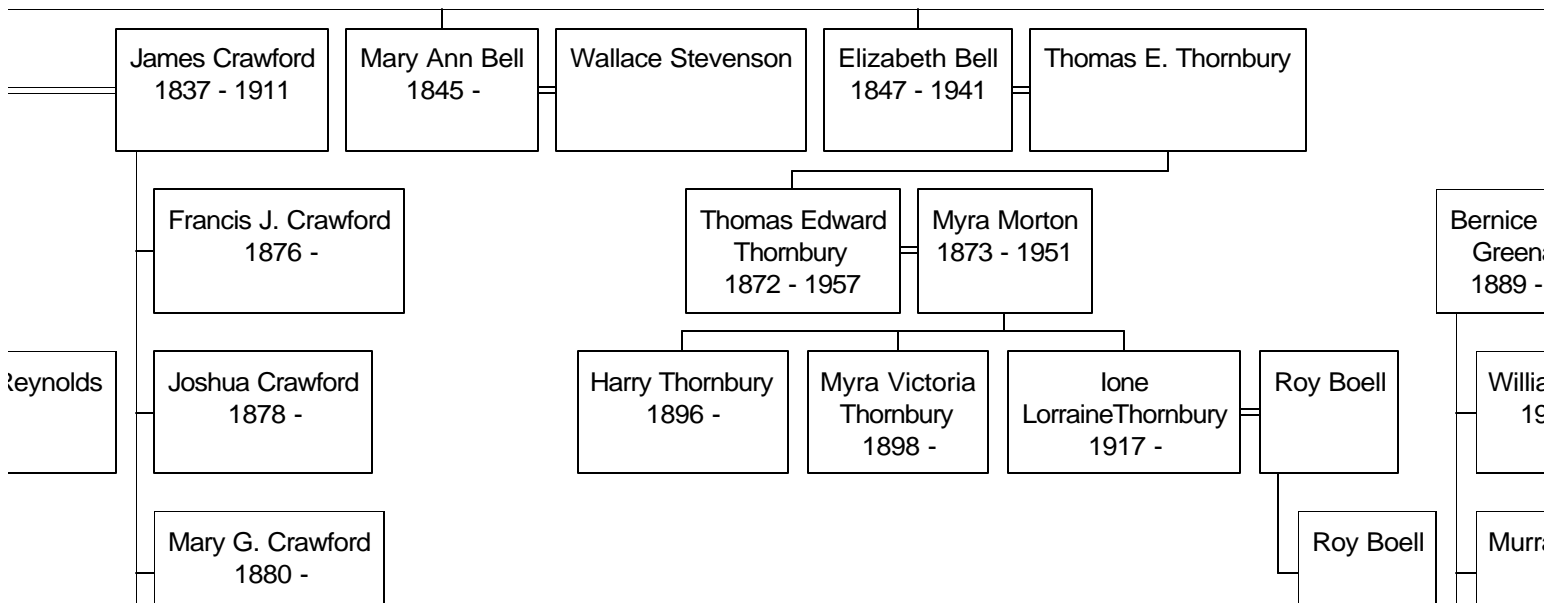 James Crawford
1837 - 1911
Mary Ann Bell
1845 -
Wallace Stevenson
Elizabeth Bell
1847 - 1941
Thomas E. Thornbury
Francis J. Crawford
1876 -
Thomas Edward
Thornbury
1872 - 1957
Myra Morton
1873 - 1951
Bernice
1889 -
Reynolds
Joshua Crawford
1878 -
Harry Thornbury
1896 -
Myra Victoria
Thornbury
1898 -
Ione
LorraineThornbury
1917 -
Roy Boell
Mary G. Crawford
1880 -
Roy Boell